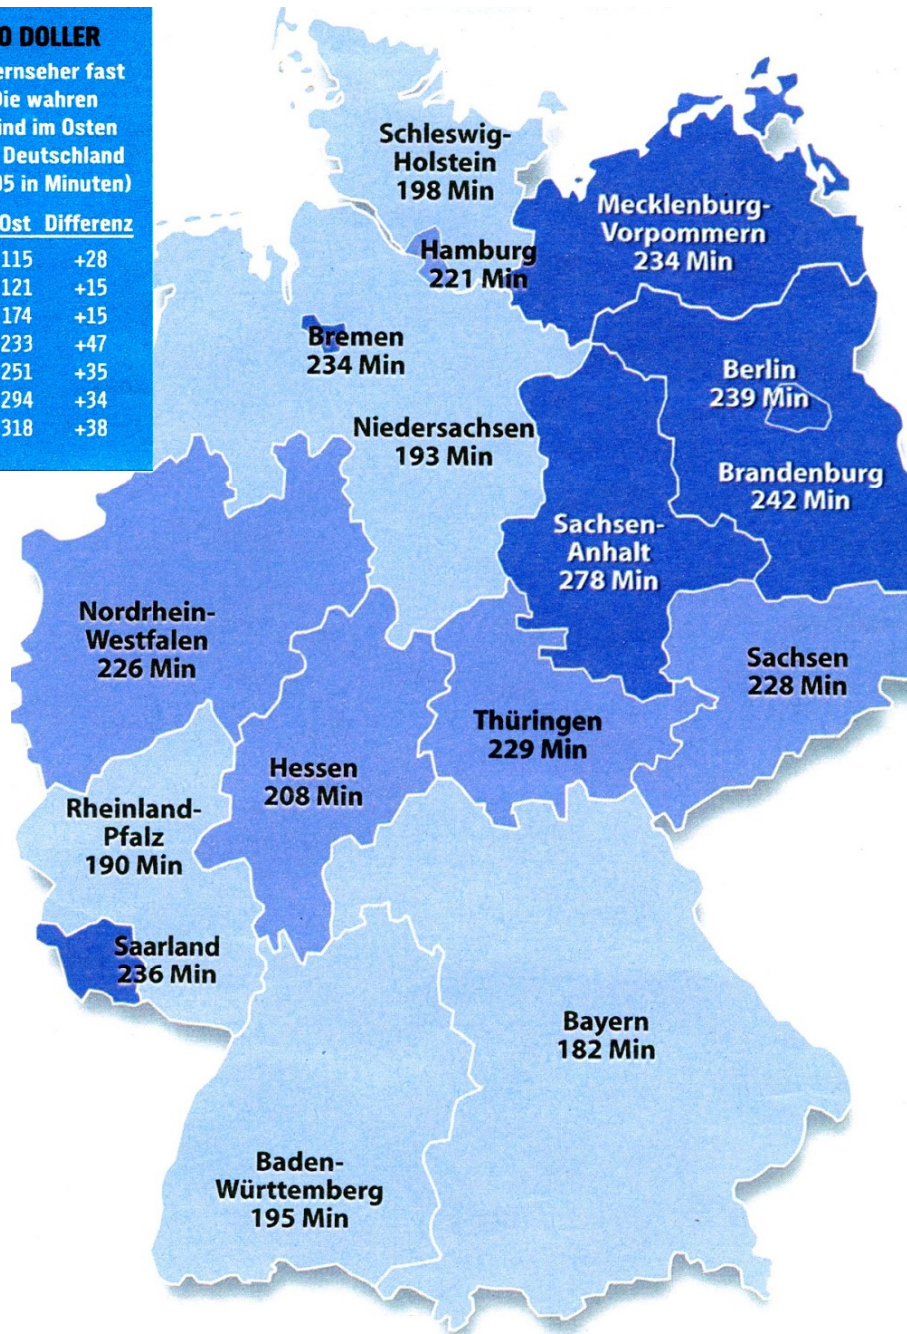 O DOLLER
ernseher fast
Die wahren
ind im Osten
Deutschland
05 in Minuten)
Ost Differenz
115 +28
121 +15
174 +15
233 +47
251 +35
294 +34
318 +38
Schleswig-
Holstein
198 Min
Mecklenburg-
Vorpommern
234 Min
Hamburg
221 Min
Bremen
234 Min
Berlin
239 Min
Niedersachsen
193 Min
Brandenburg
242 Min
Sachsen-
Anhalt
278 Min
Nordrhein-
Westfalen
226 Min
Sachsen
228 Min
Thüringen
229 Min
Hessen
208 Min
Rheinland-
Pfalz
190 Min
Saarland
236 Min
Bayern
182 Min
Baden-
Württemberg
195 Min